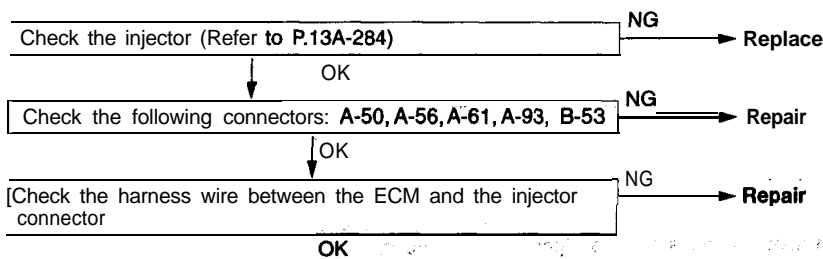 NG
Check the injector (Refer to P.13A-284)
Replace
OK
Check the following connectors: A-50, A-56, A-61, A-93, B-53
NG
Repair
OK
[Check the harness wire between the ECM and the injector
connector
NG
Repair
OK